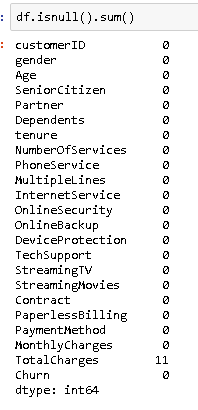 df.isnull().sum()
customerID 0
gender 0
Age 0
SeniorCitizen 0
Partner 0
Dependents 0
tenure 0
NumberOfServices 0
PhoneService 0
MultipleLines 0
InternetService 0
OnlineSecurity 0
OnlineBackup 0
DeviceProtection 0
TechSupport 0
StreamingTV 0
StreamingMovies 0
Contract 0
PaperlessBilling 0
PaymentMethod 0
MonthlyCharges 0
TotalCharges 11
Churn 0
dtype: int64